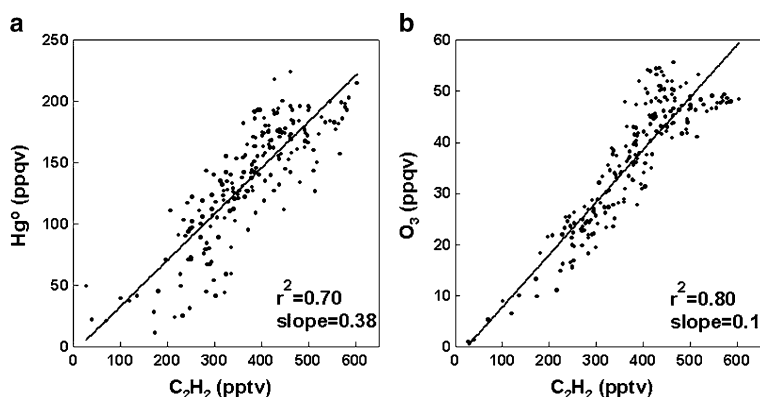 a
250
200
150
100
50
0
Hg⁰ (ppqv)
0 100 200 300 400 500 600
C₂H₂ (pptv)
r²=0.70
slope=0.38
b
60
50
40
30
20
10
0
O₃ (ppqv)
0 100 200 300 400 500 600
C₂H₂ (pptv)
r²=0.80
slope=0.1